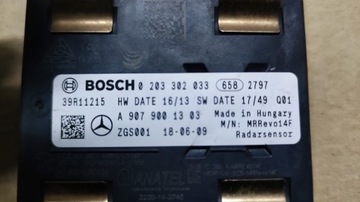 BOSCH 0 203 302 033 658 2797
39R11215 HW DATE 16/13 SW DATE 17/49 Q01
A 907 900 13 03 Made in Hungary
M/N: MRRevo14F
ZGS001 18-06-09 Radarsensor
ANATEL